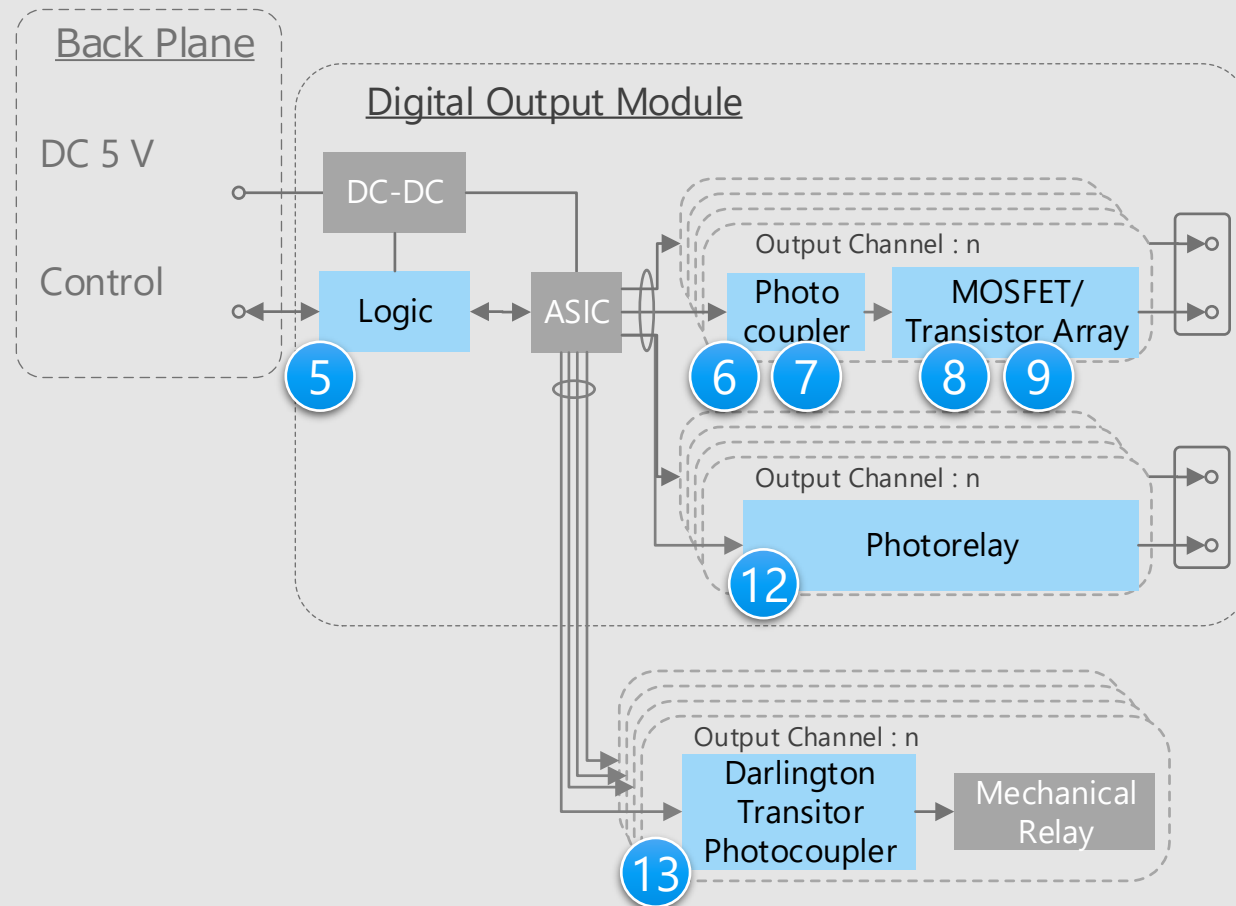 Back Plane
Digital Output Module
DC 5 V
DC-DC
Control
Logic
ASIC
5
Output Channel : n
Photo
coupler
MOSFET/
Transistor Array
6
7
8
9
Output Channel : n
Photorelay
12
Output Channel : n
Darlington
Transitor
Photocoupler
Mechanical
Relay
13